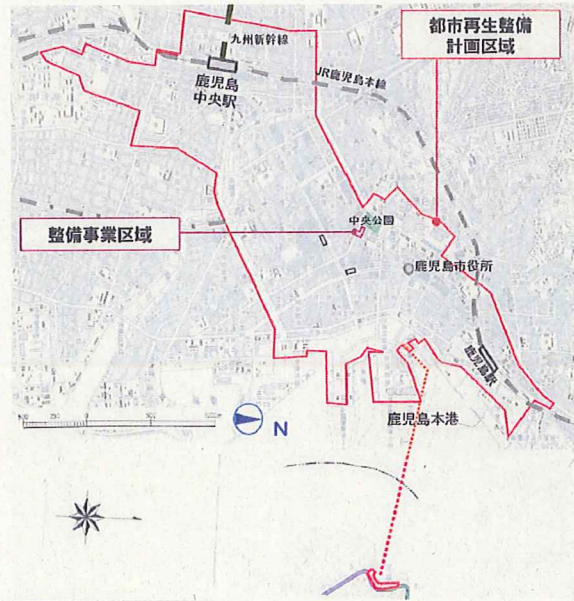 都市再生整備
計画区域
九州新幹線
JR鹿児島本線
鹿児島
中央駅
中央公園
整備事業区域
鹿児島市役所
鹿児島駅
鹿児島本港
N